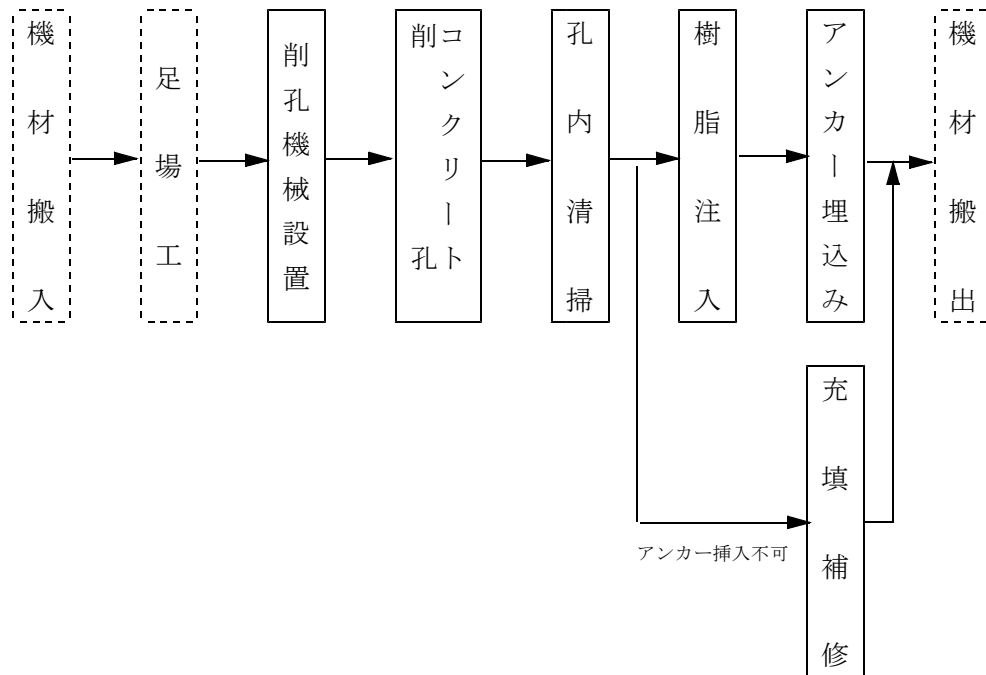 機材搬入
足場工
削孔機械設置
コンクリート
削孔
孔内清掃
樹脂注入
アンカー埋込み
機材搬出
アンカー挿入不可
充填補修